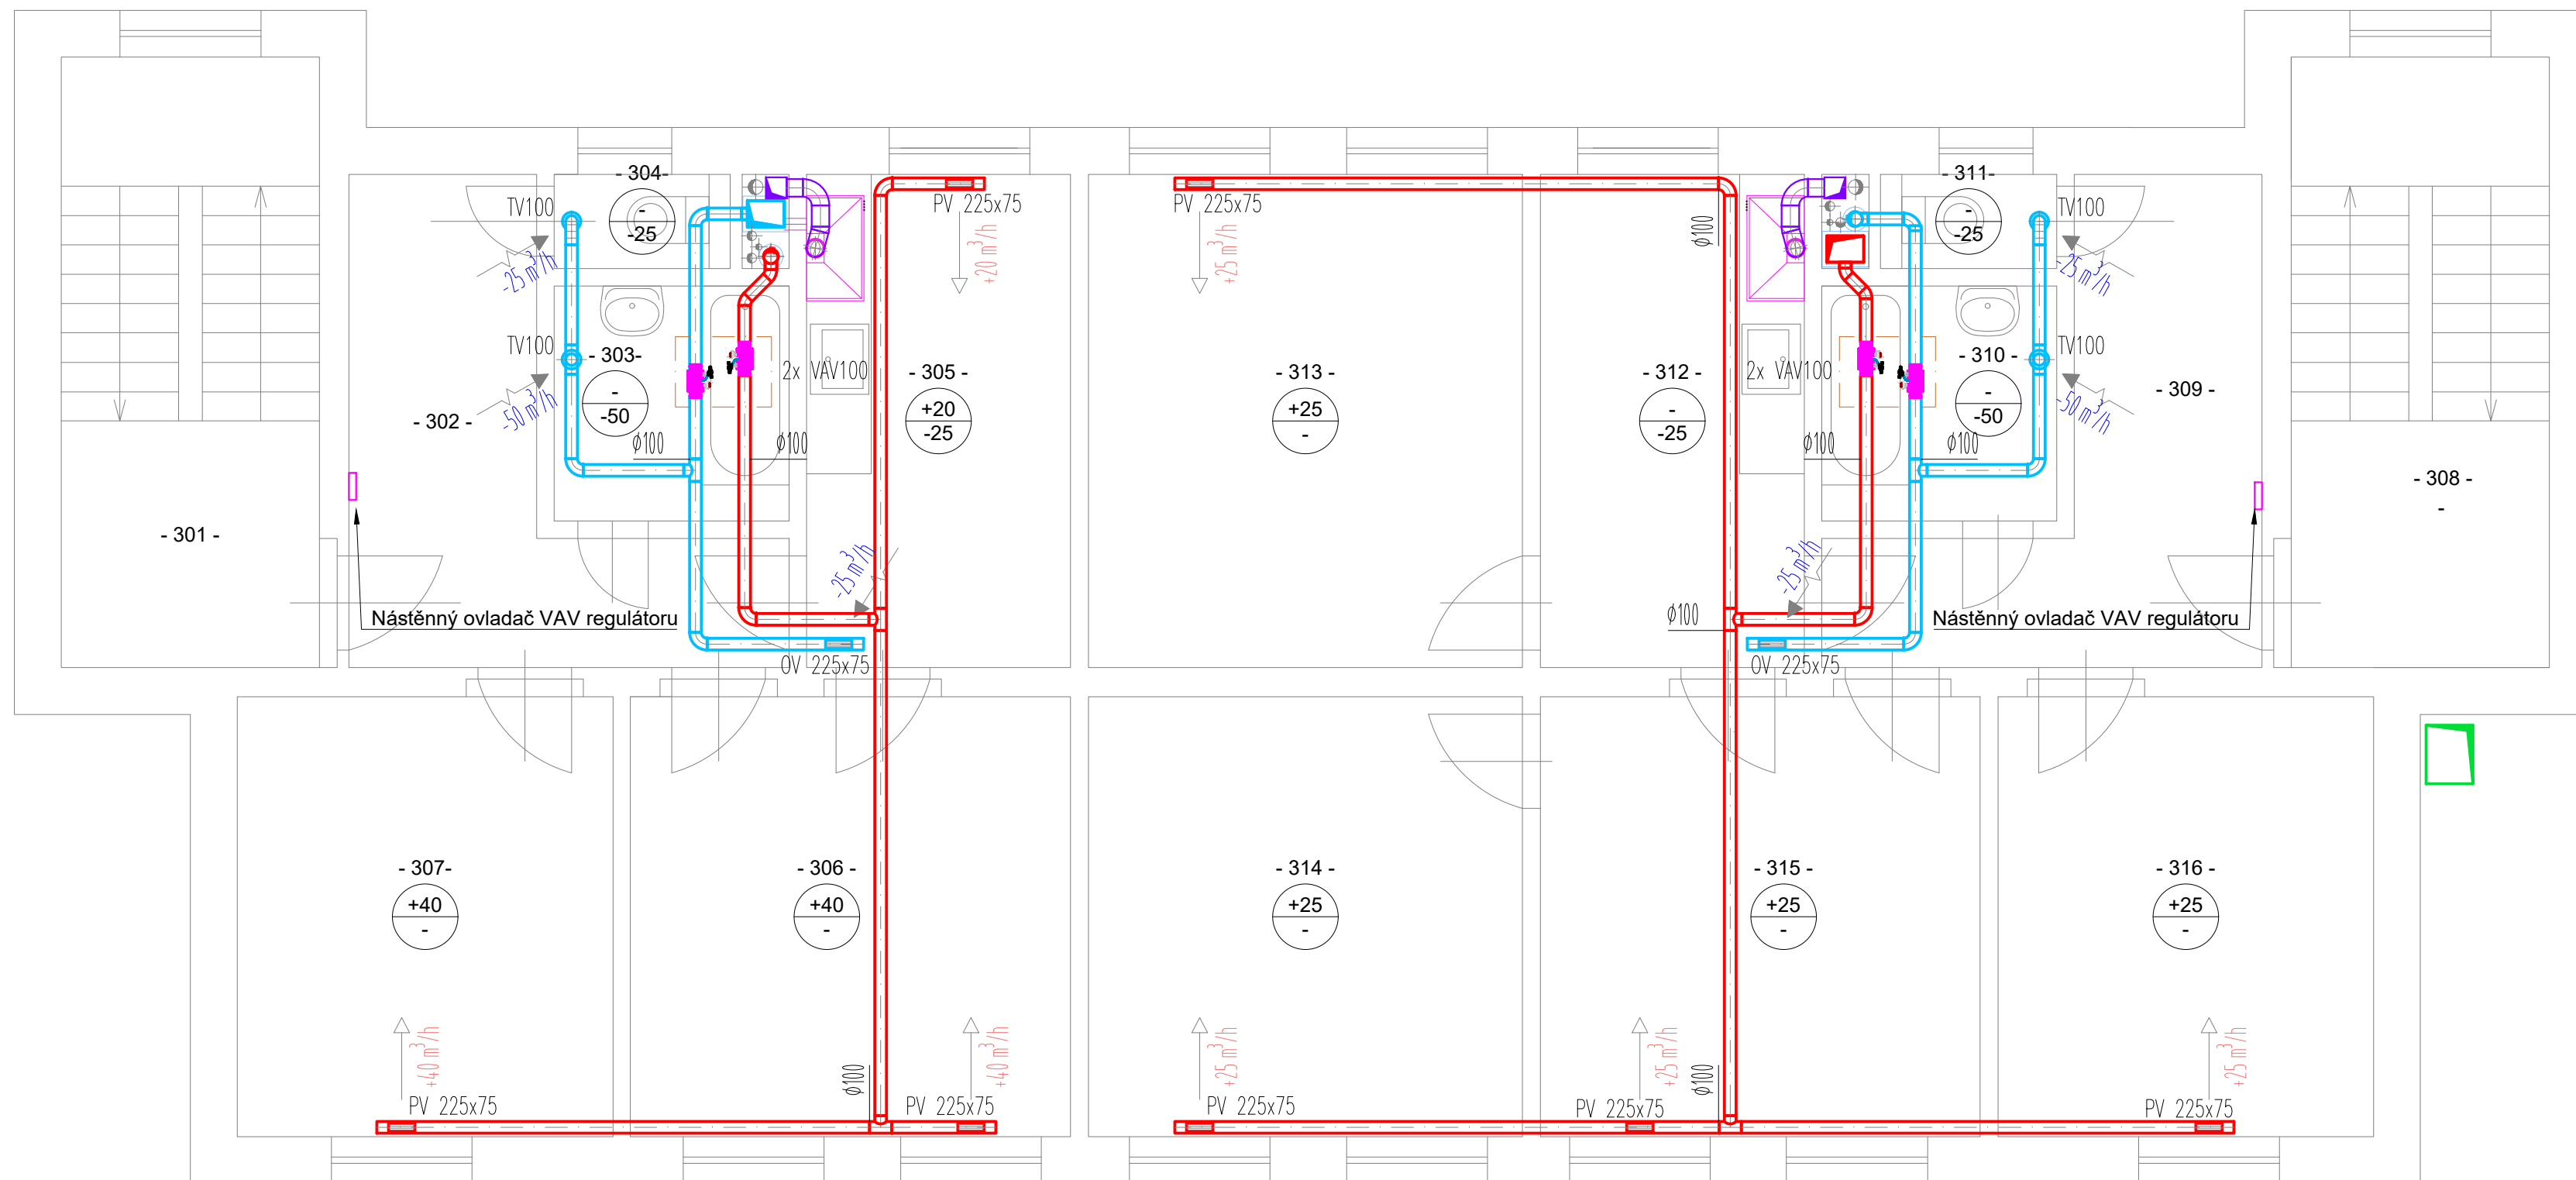 - 304-
-
-25
TV100
-25 m³/h
PV 225x75
+20 m³/h
PV 225x75
+25 m³/h
ϕ100
- 311-
-
-25
TV100
-25 m³/h
TV100
-50 m³/h
- 303-
-
-50
2x VAV100
- 305 -
+20
-25
- 313 -
+25
-
- 312 -
-
-25
2x VAV100
- 310 -
-
-50
TV100
-50 m³/h
- 309 -
- 302 -
ϕ100
ϕ100
ϕ100
ϕ100
- 308 -
-
- 301 -
-25 m³/h
-25 m³/h
Nástěnný ovladač VAV regulátoru
ϕ100
Nástěnný ovladač VAV regulátoru
OV 225x75
OV 225x75
- 307-
+40
-
- 306 -
+40
-
- 314 -
+25
-
- 315 -
+25
-
- 316 -
+25
-
+40 m³/h
+40 m³/h
+25 m³/h
+25 m³/h
+25 m³/h
ϕ100
ϕ100
PV 225x75
PV 225x75
PV 225x75
PV 225x75
PV 225x75